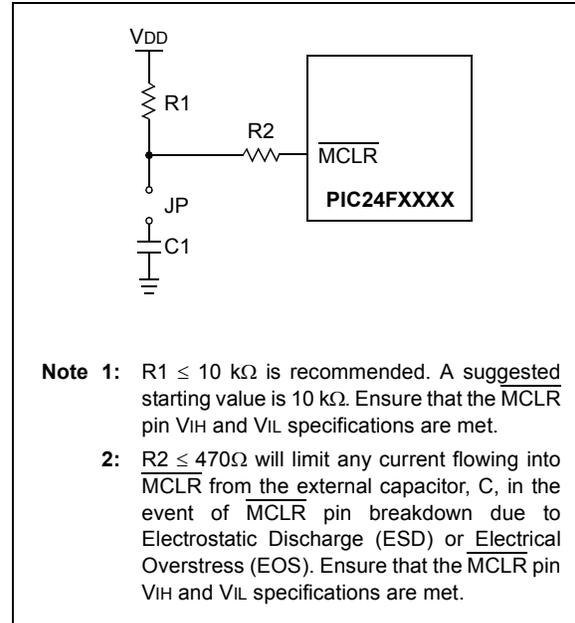 VDD
R1
R2
MCLR
JP
PIC24FXXXX
C1
Note 1: R1 ≤ 10 kΩ is recommended. A suggested
starting value is 10 kΩ. Ensure that the MCLR
pin VIH and VIL specifications are met.
2: R2 ≤ 470Ω will limit any current flowing into
MCLR from the external capacitor, C, in the
event of MCLR pin breakdown due to
Electrostatic Discharge (ESD) or Electrical
Overstress (EOS). Ensure that the MCLR pin
VIH and VIL specifications are met.